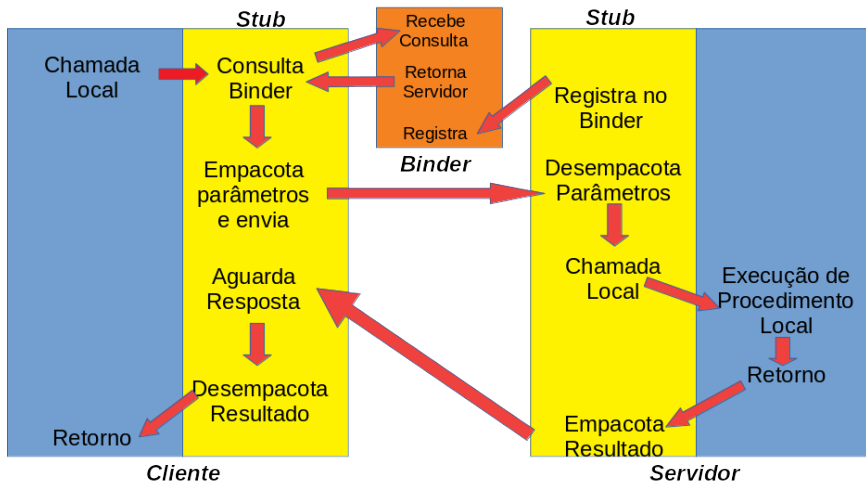 Stub
Chamada
Local
Consulta
Binder
Empacota
parâmetros
e envia
Aguarda
Resposta
Desempacota
Resultado
Retorno
Cliente
Recebe
Consulta
Retorna
Servidor
Registra
Binder
Stub
Registra no
Binder
Desempacota
Parâmetros
Chamada
Local
Execução de
Procedimento
Local
Retorno
Empacota
Resultado
Servidor